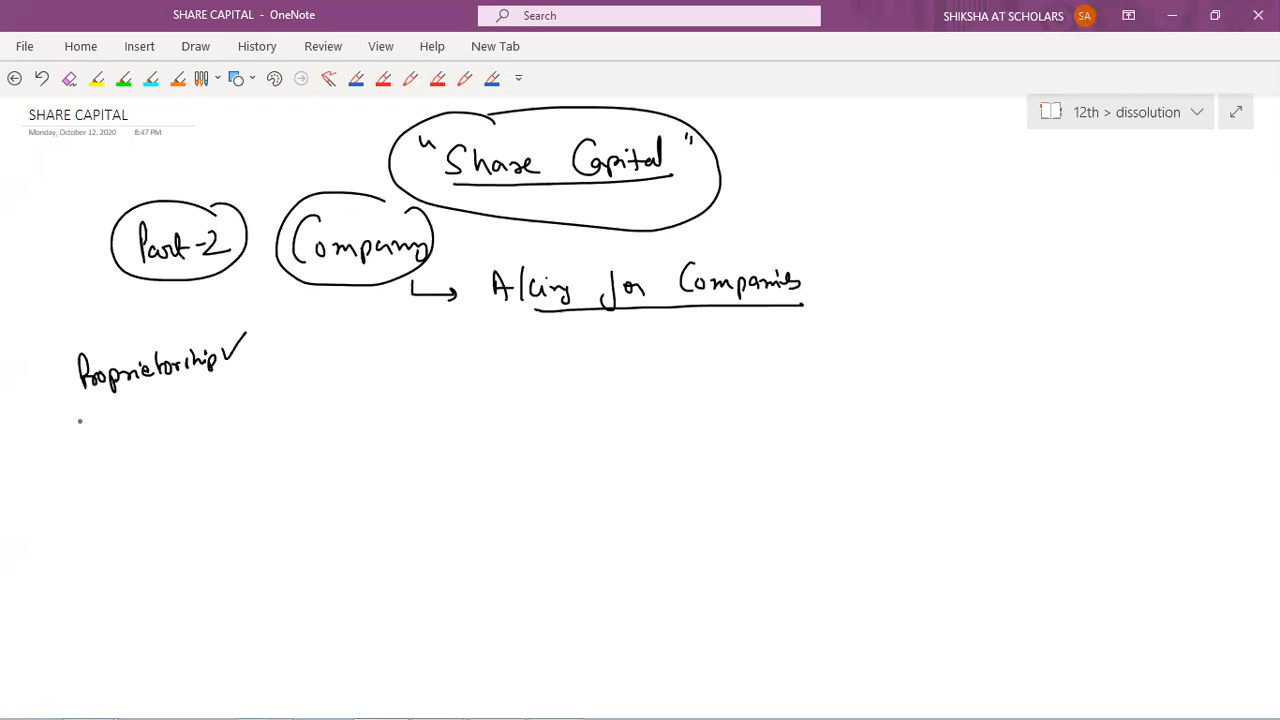 SHARE CAPITAL - OneNote
Search
SHIKSHA AT SCHOLARS SA
File Home Insert Draw History Review View Help New Tab
SHARE CAPITAL
Monday, October 12, 2020 8:47 PM
12th > dissolution
"Share Capital"
Part-2 Company
A/cing for Companies
Proprietorship ✓